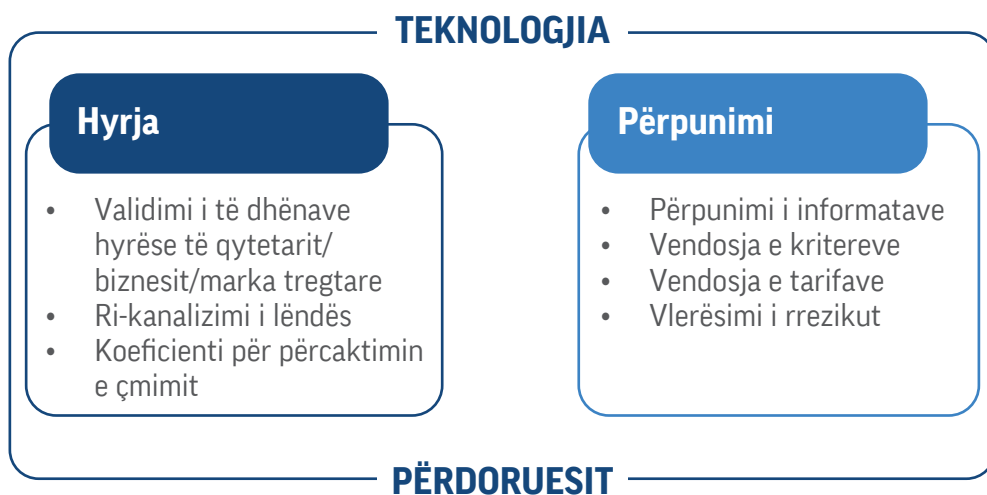 TEKNOLOGJIA
Hyrja
• Validimi i të dhënave
hyrëse të qytetarit/
biznesit/marka tregtare
• Ri-kanalizimi i lëndës
• Koeficienti për përcaktimin
e çmimit
Përpunimi
• Përpunimi i informatave
• Vendosja e kritereve
• Vendosja e tarifave
• Vlerësimi i rrezikut
PËRDORUESIT